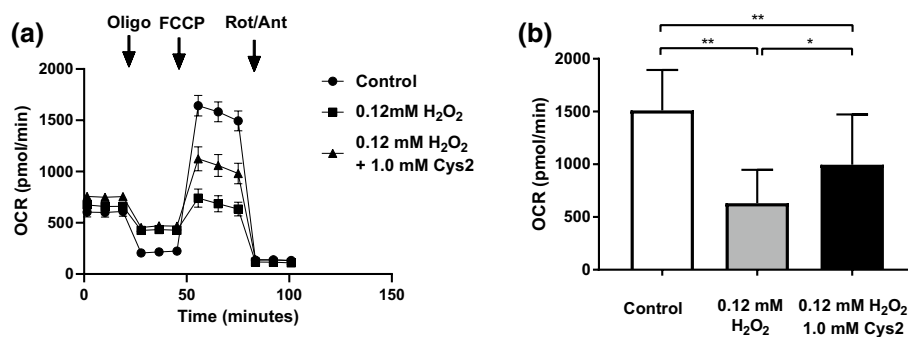 (a)
Oligo FCCP Rot/Ant
2000
1500
1000
500
0
OCR (pmol/min)
0 50 100 150
Time (minutes)
Control
0.12mM H₂O₂
0.12 mM H₂O₂
+ 1.0 mM Cys2
(b)
**
** *
2000
1500
1000
500
0
OCR (pmol/min)
Control
0.12 mM
H₂O₂
0.12 mM H₂O₂
1.0 mM Cys2